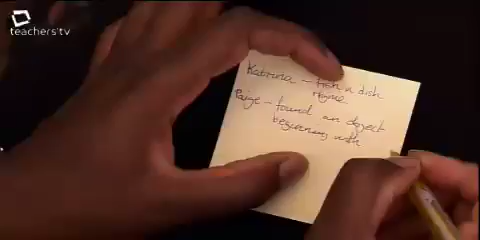 teachers'tv
Katrina – fish a dish
rhyme
Paige – found an object
beginning with